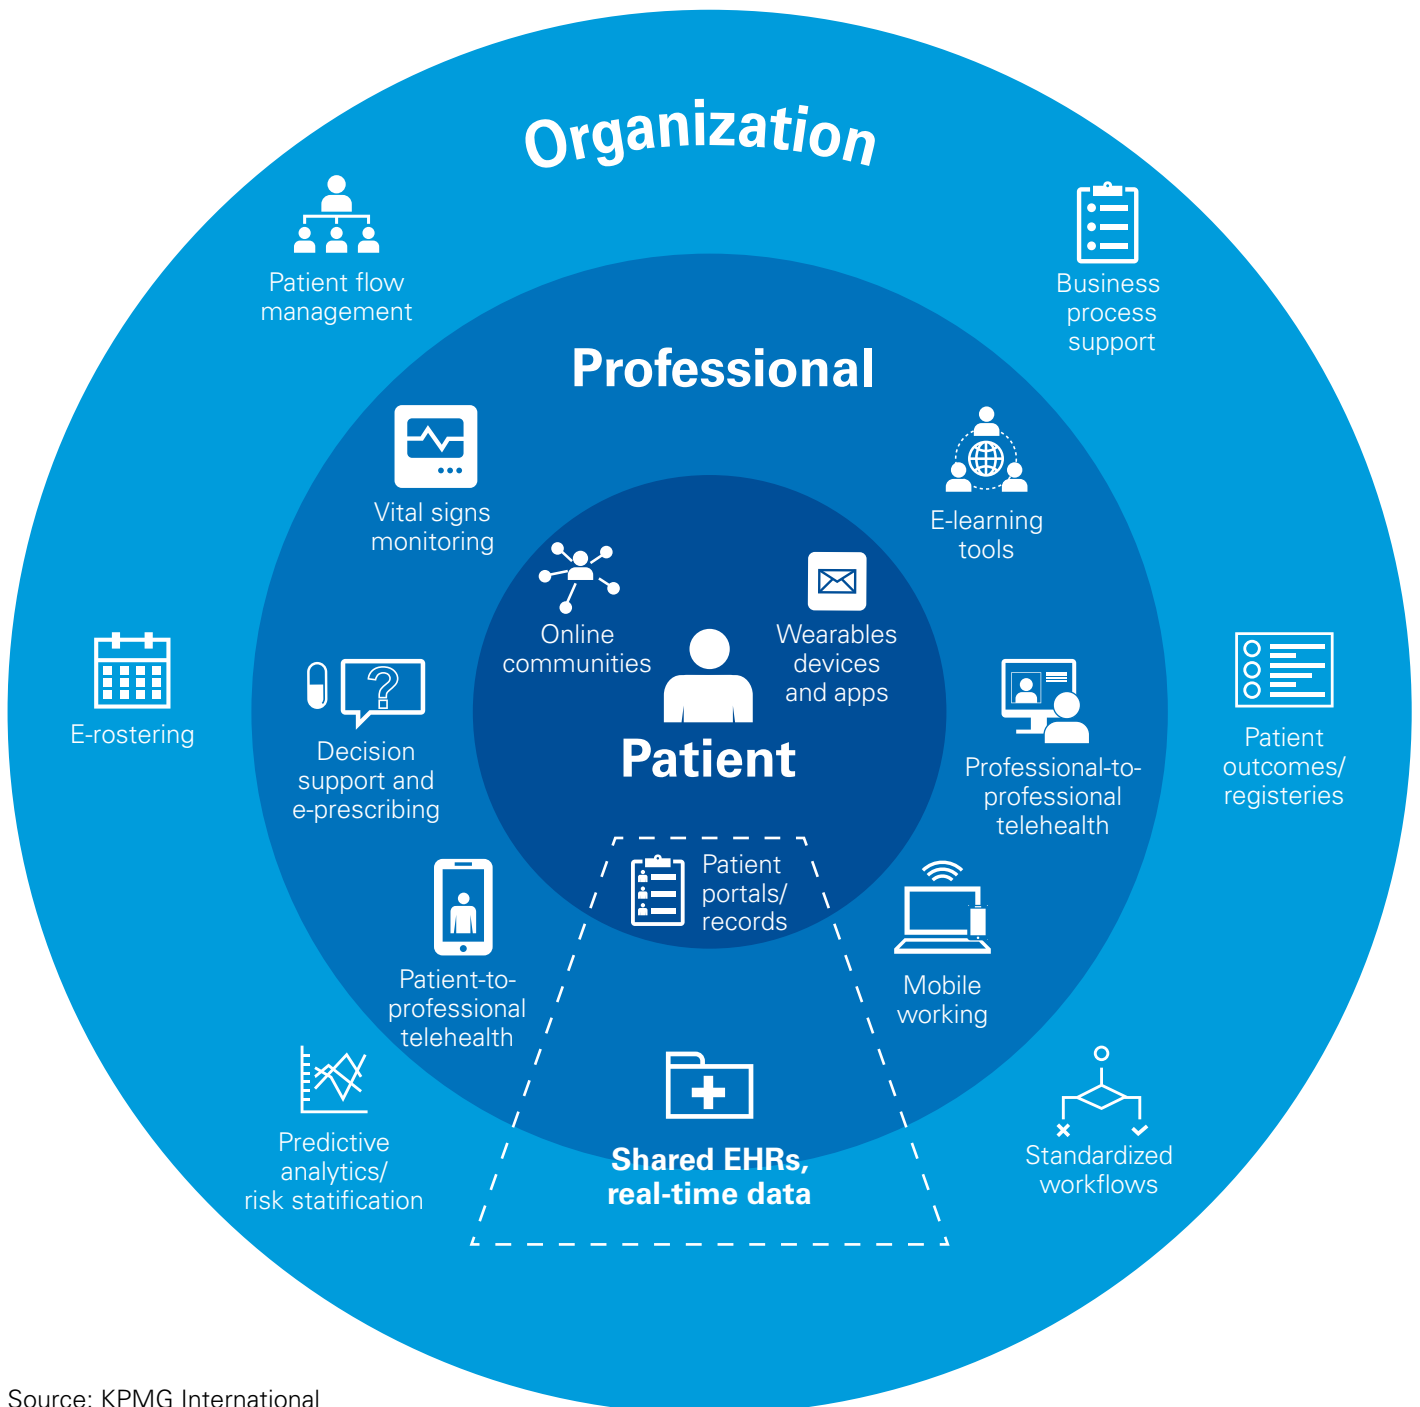 Organization
Patient flow
management
Business
process
support
Professional
Vital signs
monitoring
E-learning
tools
Online
communities
Wearables
devices
and apps
Patient
E-rostering
Decision
support and
e-prescribing
Professional-to-
professional
telehealth
Patient
outcomes/
registeries
Patient
portals/
records
Patient-to-
professional
telehealth
Mobile
working
Predictive
analytics/
risk statification
Shared EHRs,
real-time data
Standardized
workflows
Source: KPMG International